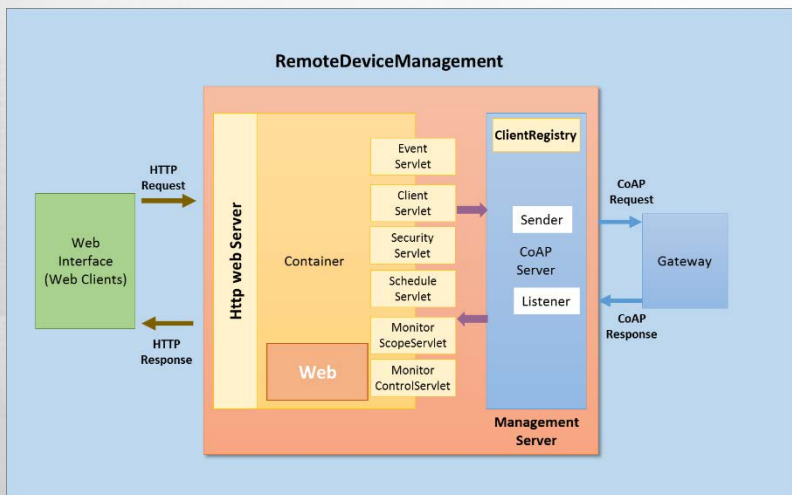 RemoteDeviceManagement
HTTP
Request
Web
Interface
(Web Clients)
HTTP
Response
Http web Server
Container
Web
Event
Servlet
Client
Servlet
Security
Servlet
Schedule
Servlet
Monitor
ScopeServlet
Monitor
ControlServlet
ClientRegistry
Sender
CoAP
Server
Listener
Management
Server
CoAP
Request
Gateway
CoAP
Response